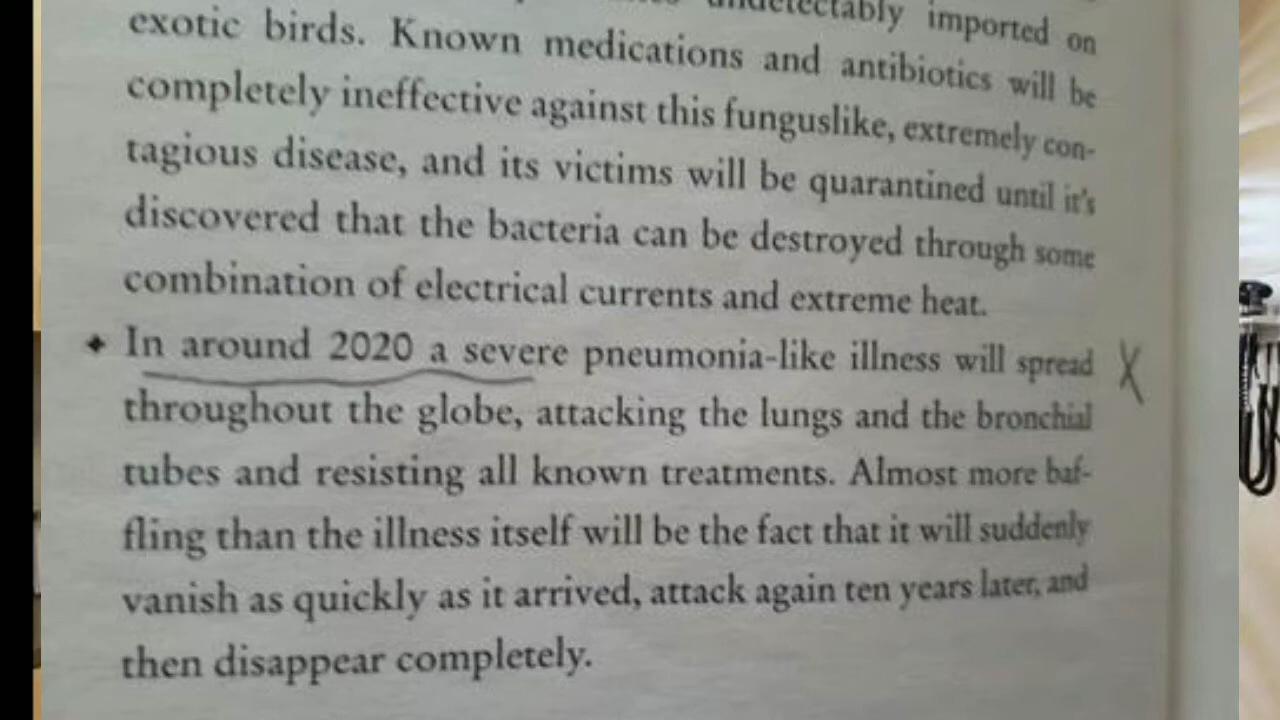 undetectably imported on
exotic birds. Known medications and antibiotics will be
completely ineffective against this funguslike, extremely con-
tagious disease, and its victims will be quarantined until it's
discovered that the bacteria can be destroyed through some
combination of electrical currents and extreme heat.
✦ In around 2020 a severe pneumonia-like illness will spread
throughout the globe, attacking the lungs and the bronchial
tubes and resisting all known treatments. Almost more baf-
fling than the illness itself will be the fact that it will suddenly
vanish as quickly as it arrived, attack again ten years later, and
then disappear completely.